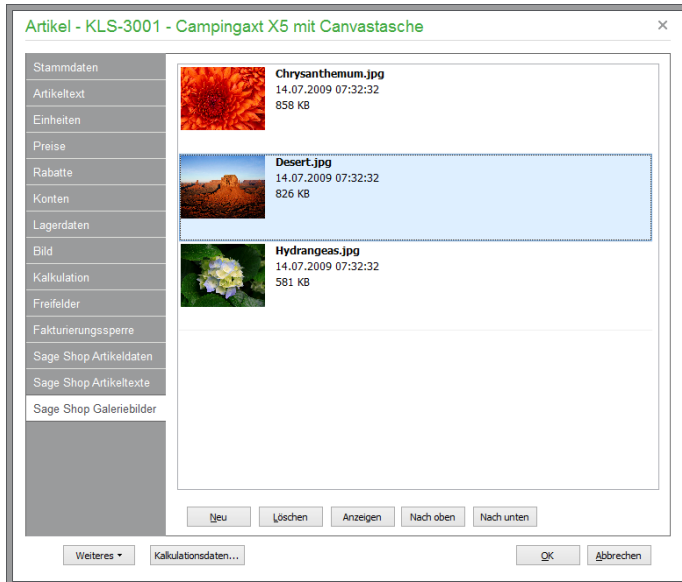 Artikel - KLS-3001 - Campingaxt X5 mit Canvastasche
Stammdaten
Artikeltext
Einheiten
Preise
Rabatte
Konten
Lagerdaten
Bild
Kalkulation
Freifelder
Fakturierungssperre
Sage Shop Artikeldaten
Sage Shop Artikeltexte
Sage Shop Galeriebilder
Chrysanthemum.jpg
14.07.2009 07:32:32
858 KB
Desert.jpg
14.07.2009 07:32:32
826 KB
Hydrangeas.jpg
14.07.2009 07:32:32
581 KB
Neu Löschen Anzeigen Nach oben Nach unten
Weiteres Kalkulationsdaten... OK Abbrechen